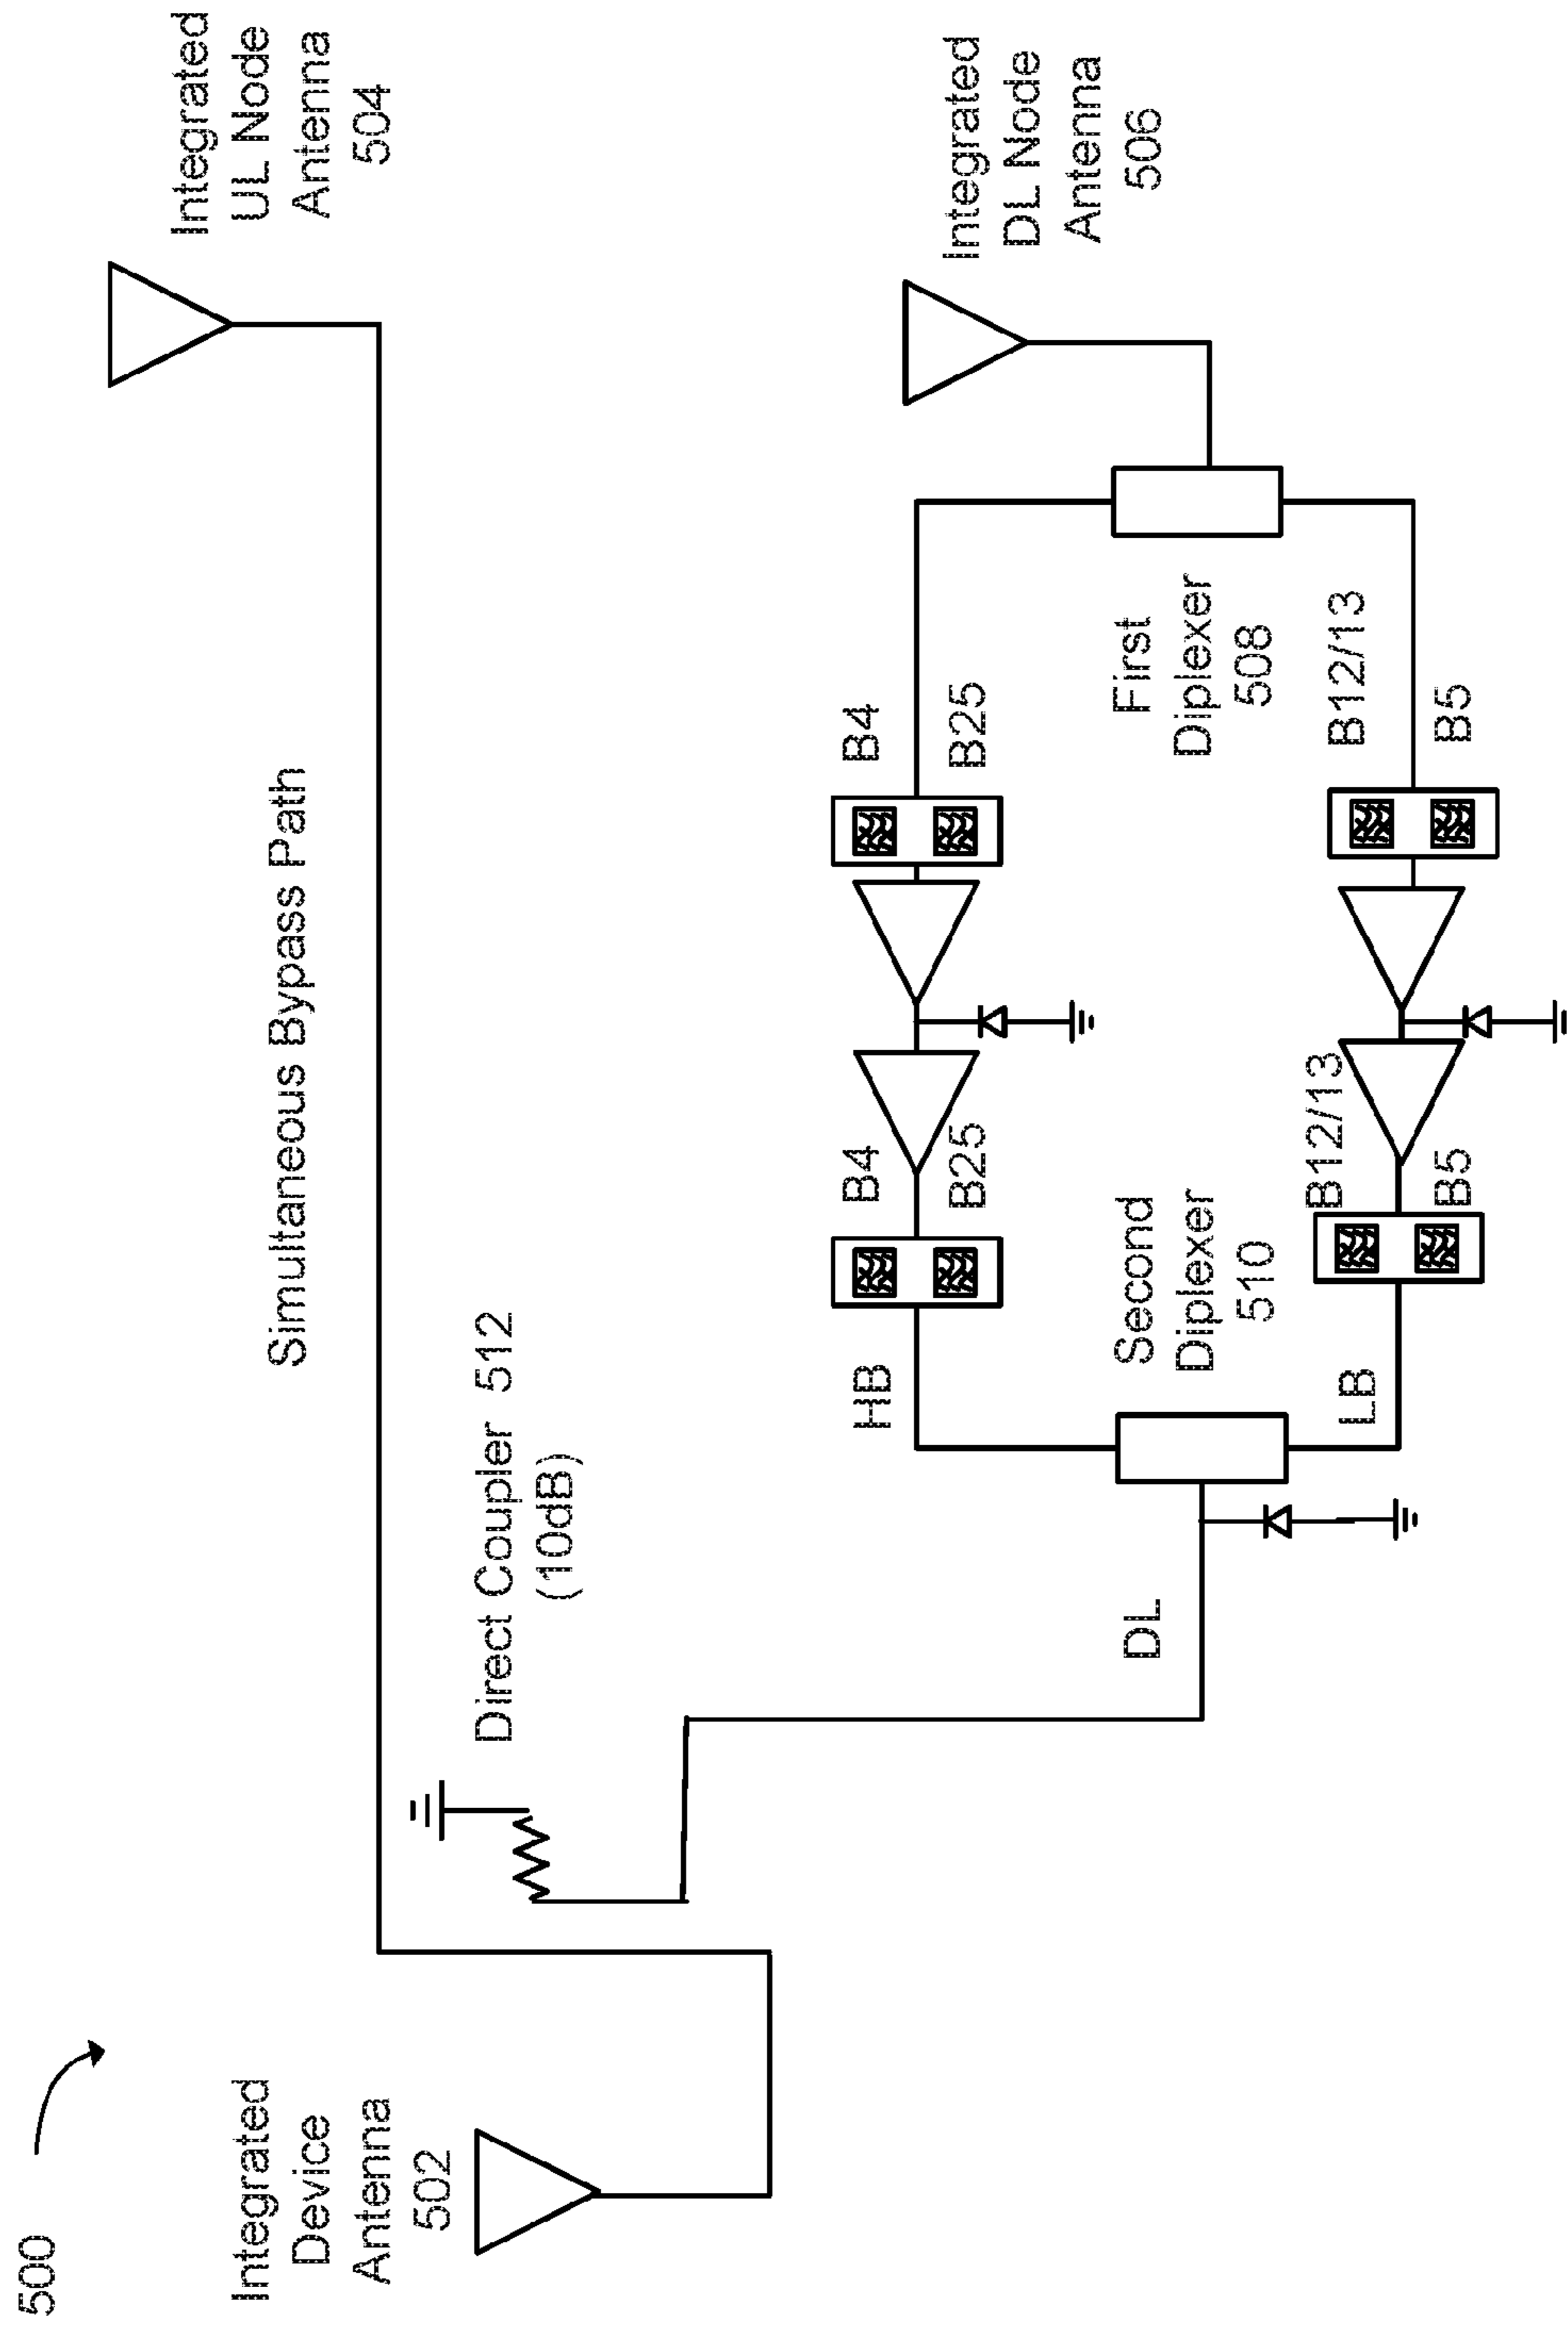 500
Integrated
Device
Antenna
502
Simultaneous Bypass Path
Integrated
UL Node
Antenna
504
Direct Coupler 512
(10dB)
DL
HB
B4
B25
B4
B25
Integrated
DL Node
Antenna
506
Second
Diplexer
510
First
Diplexer
508
LB
B12/13
B5
B12/13
B5